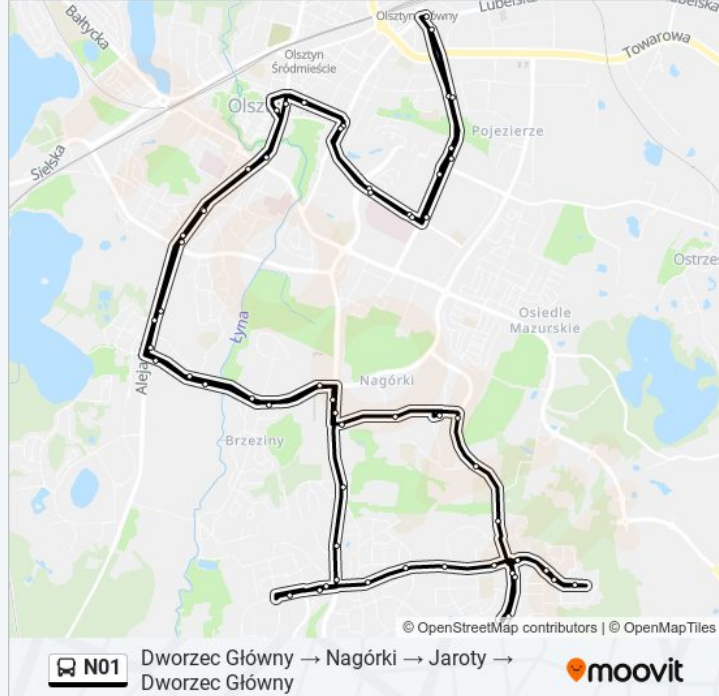 Bałtycka
Olsztyn Główny
Lubelska
Towarowa
Olsztyn
Śródmieście
Pojezierze
Sielska
Łyna
Osiedle
Mazurskie
Nagórki
Aleja
Brzeziny
© OpenStreetMap contributors | © OpenMapTiles
N01
Dworzec Główny → Nagórki → Jaroty →
Dworzec Główny
moovit